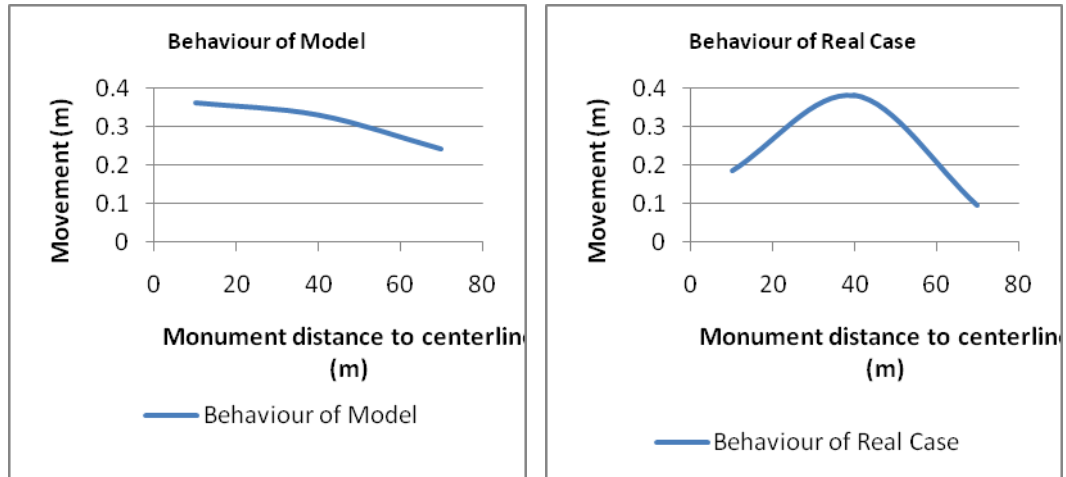 Behaviour of Model
Movement (m)
0.4
0.3
0.2
0.1
0
0 20 40 60 80
Monument distance to centerlin
(m)
Behaviour of Model
Behaviour of Real Case
Movement (m)
0.4
0.3
0.2
0.1
0
0 20 40 60 80
Monument distance to centerlin
(m)
Behaviour of Real Case